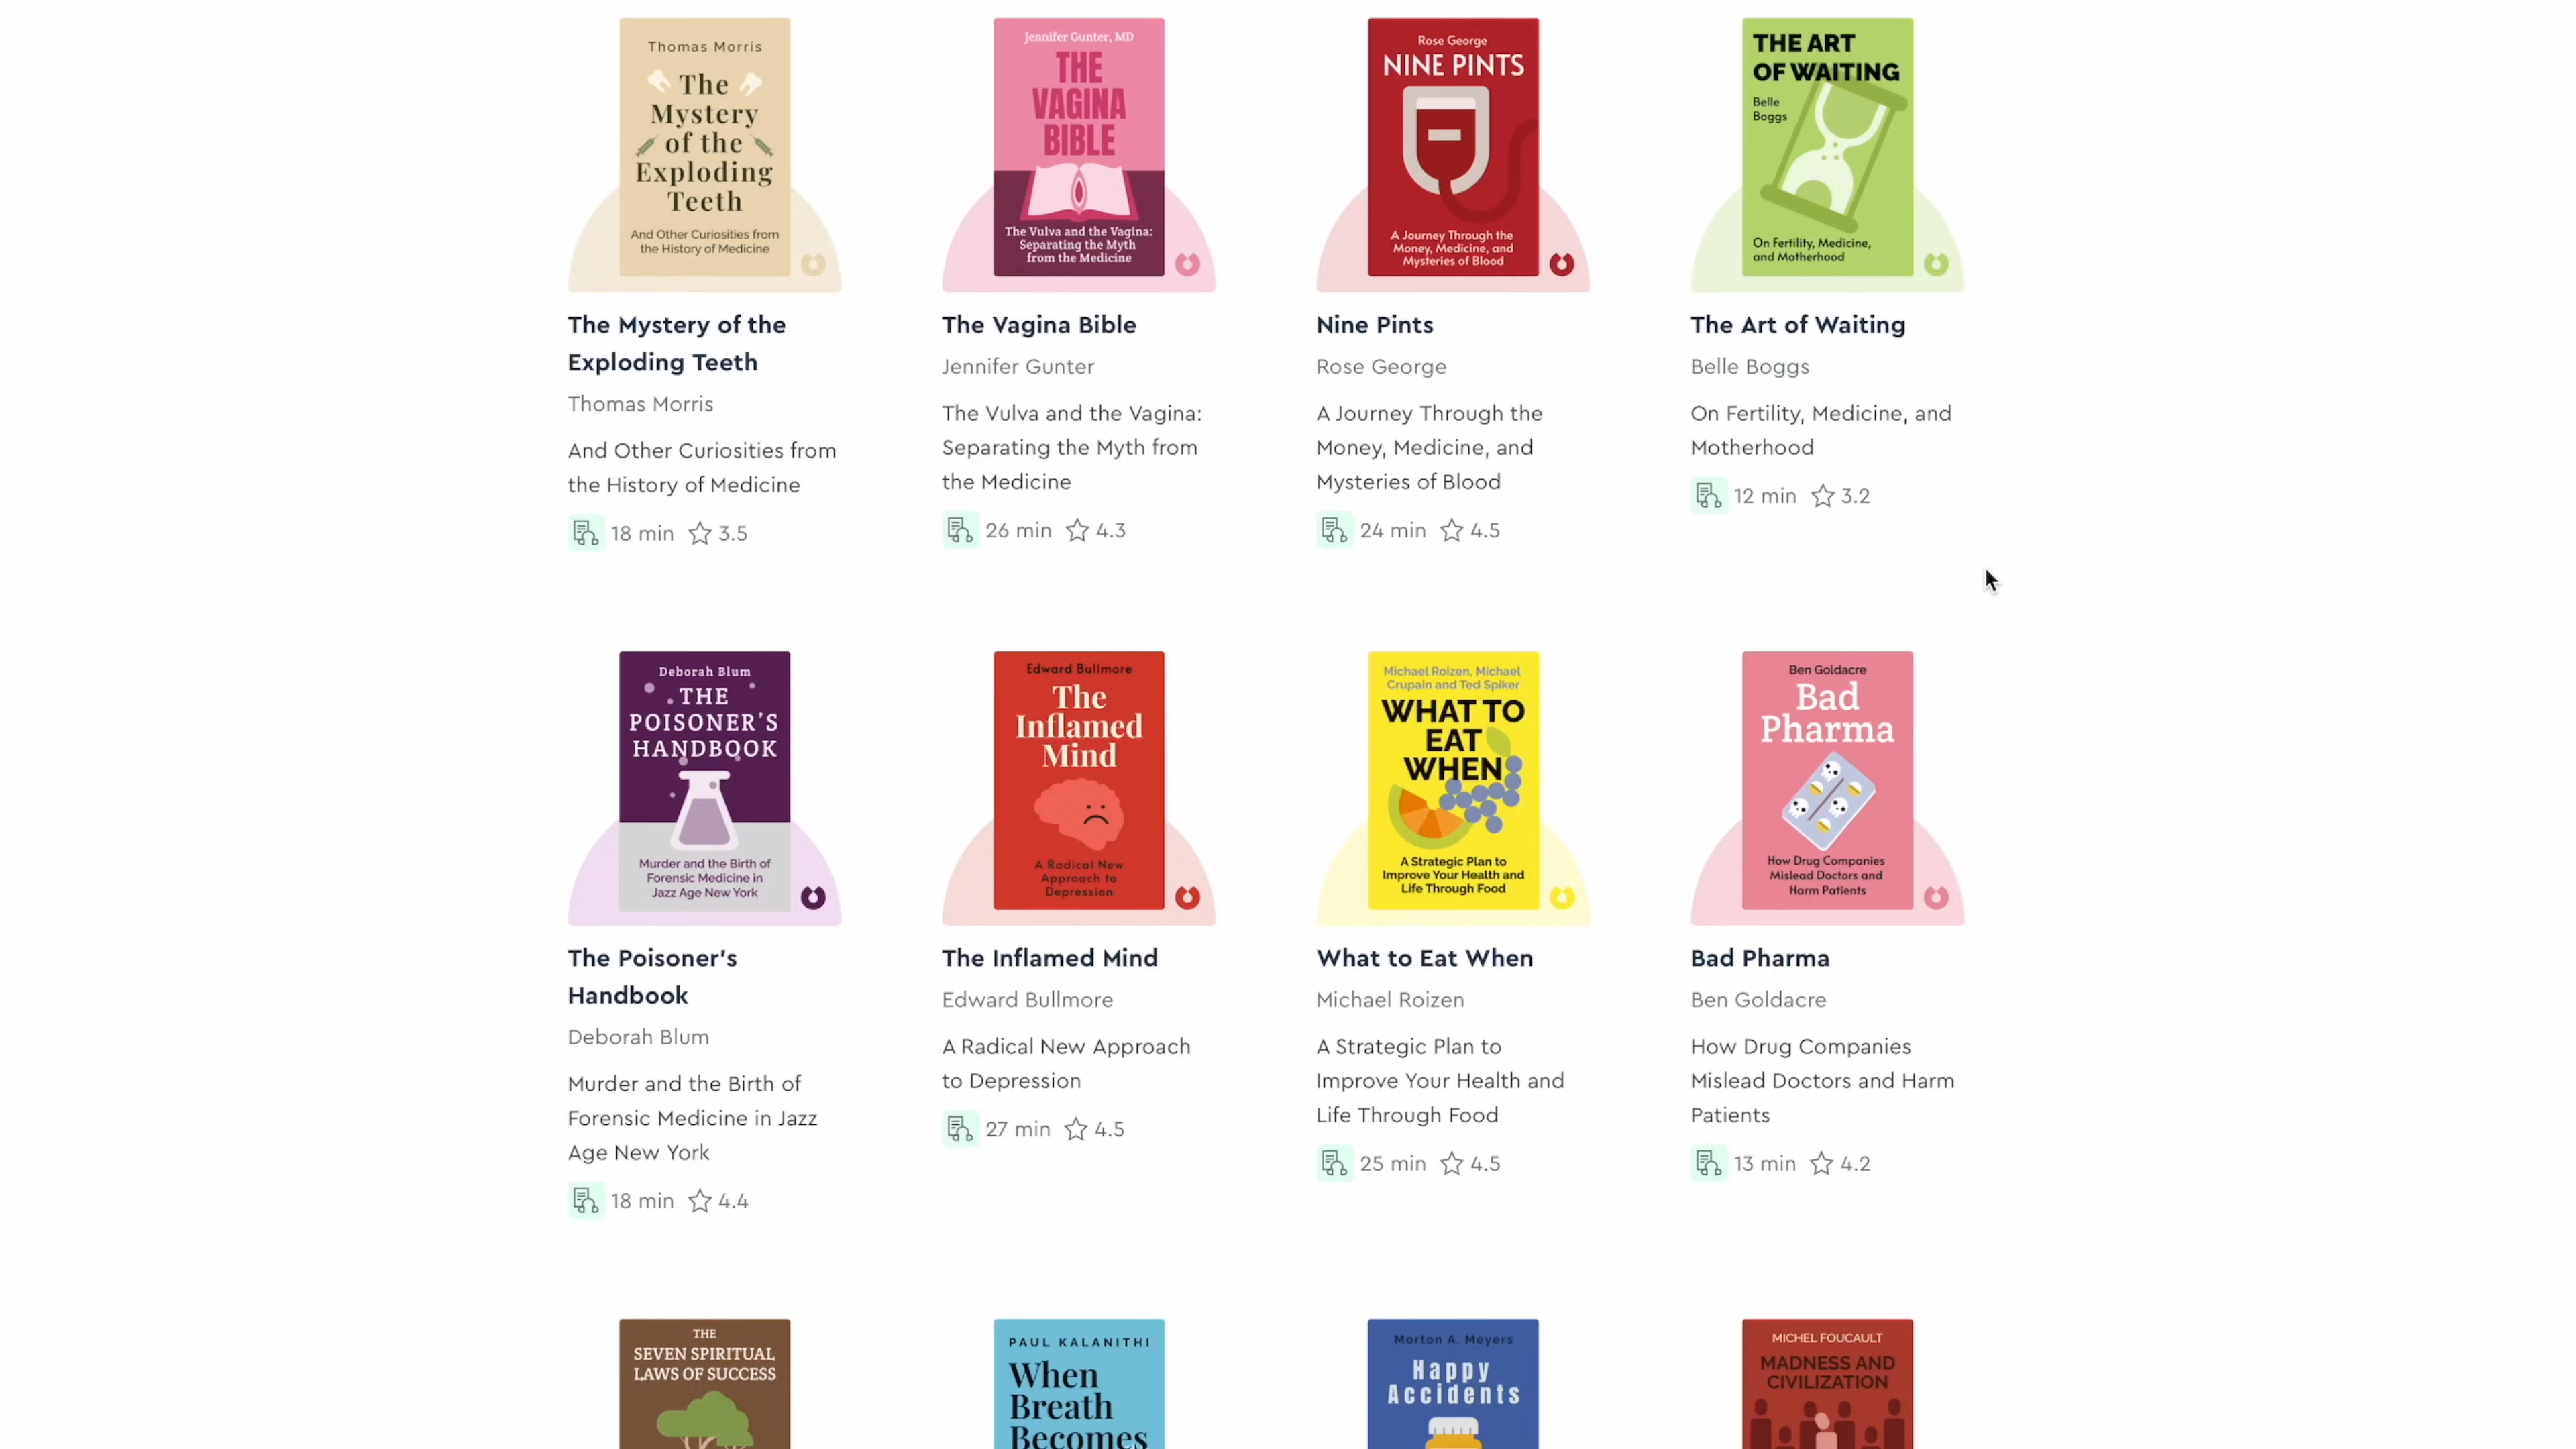 Thomas Morris
The
Mystery
of the
Exploding
Teeth
And Other Curiosities from
the History of Medicine
The Mystery of the
Exploding Teeth
Thomas Morris
And Other Curiosities from
the History of Medicine
18 min 3.5
Jennifer Gunter, MD
THE
VAGINA
BIBLE
The Vulva and the Vagina:
Separating the Myth
from the Medicine
The Vagina Bible
Jennifer Gunter
The Vulva and the Vagina:
Separating the Myth from
the Medicine
26 min 4.3
Rose George
NINE PINTS
A Journey Through the
Money, Medicine, and
Mysteries of Blood
Nine Pints
Rose George
A Journey Through the
Money, Medicine, and
Mysteries of Blood
24 min 4.5
THE ART
OF WAITING
Belle
Boggs
On Fertility, Medicine,
and Motherhood
The Art of Waiting
Belle Boggs
On Fertility, Medicine, and
Motherhood
12 min 3.2
Deborah Blum
THE
POISONER'S
HANDBOOK
Murder and the Birth of
Forensic Medicine in
Jazz Age New York
The Poisoner's
Handbook
Deborah Blum
Murder and the Birth of
Forensic Medicine in Jazz
Age New York
18 min 4.4
Edward Bullmore
The
Inflamed
Mind
A Radical New
Approach to
Depression
The Inflamed Mind
Edward Bullmore
A Radical New Approach
to Depression
27 min 4.5
Michael Roizen, Michael
Crupain and Ted Spiker
WHAT TO
EAT
WHEN
A Strategic Plan to
Improve Your Health and
Life Through Food
What to Eat When
Michael Roizen
A Strategic Plan to
Improve Your Health and
Life Through Food
25 min 4.5
Ben Goldacre
Bad
Pharma
How Drug Companies
Mislead Doctors and
Harm Patients
Bad Pharma
Ben Goldacre
How Drug Companies
Mislead Doctors and Harm
Patients
13 min 4.2
THE
SEVEN SPIRITUAL
LAWS OF SUCCESS
PAUL KALANITHI
When
Breath
Becomes
Morton A. Meyers
Happy
Accidents
MICHEL FOUCAULT
MADNESS AND
CIVILIZATION